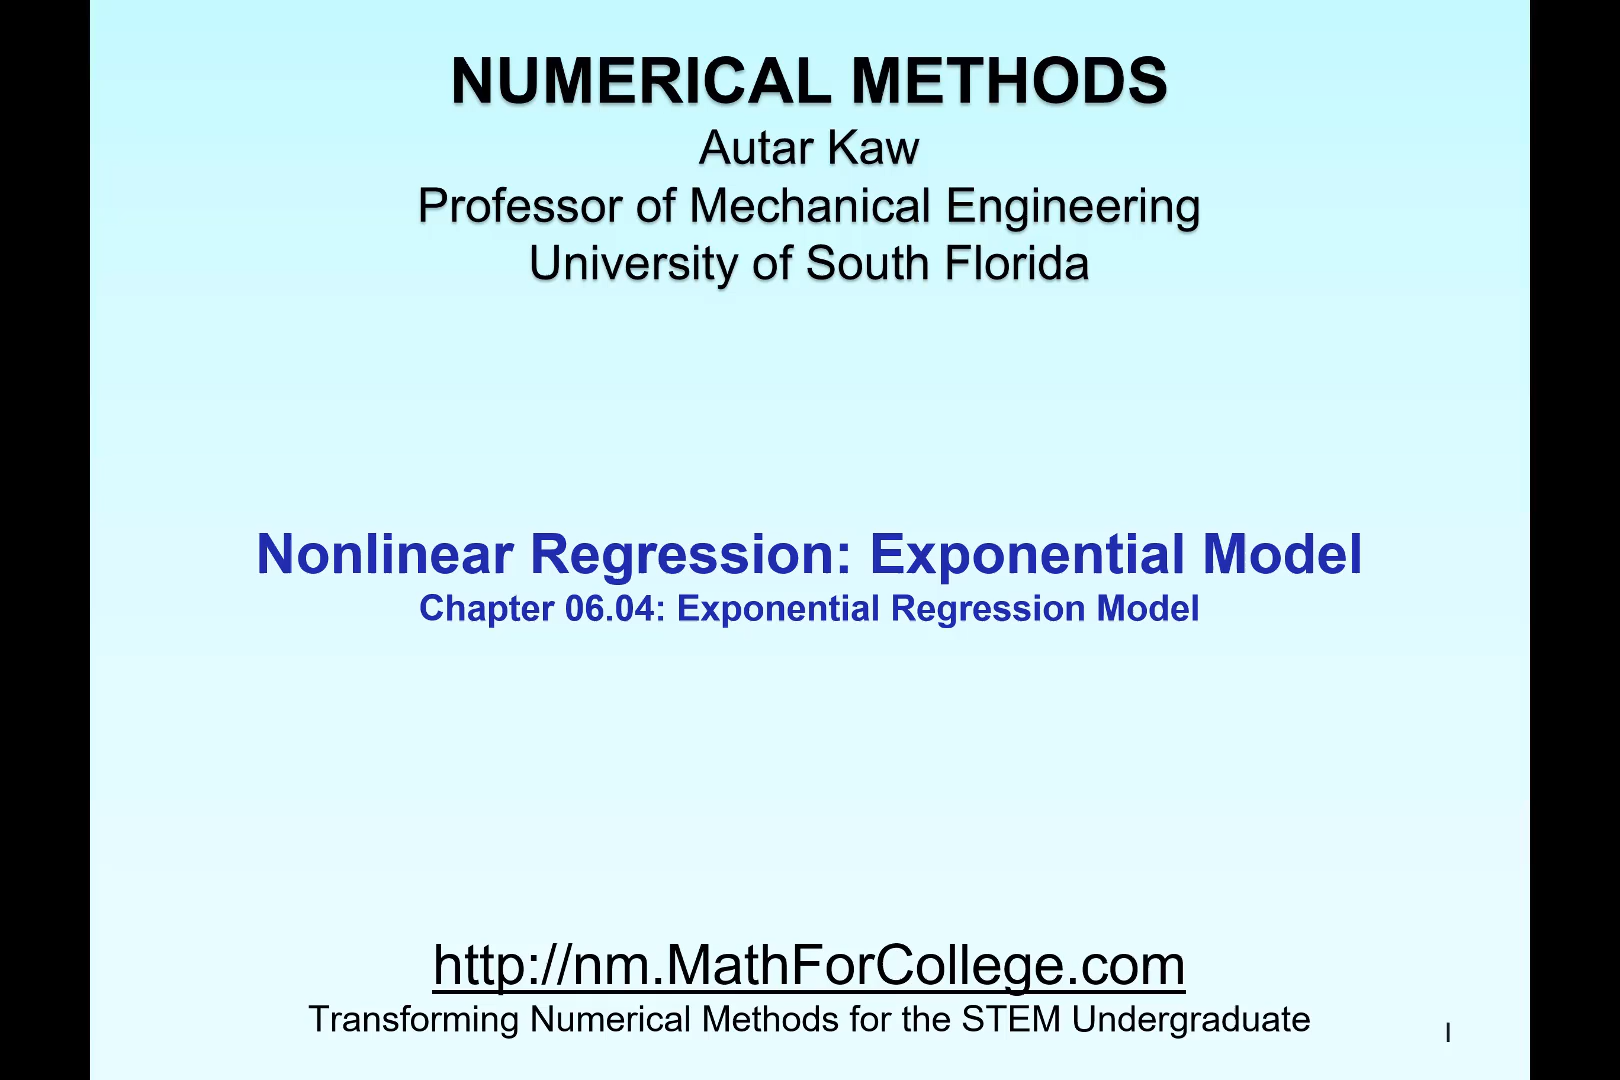 NUMERICAL METHODS
Autar Kaw
Professor of Mechanical Engineering
University of South Florida
Nonlinear Regression: Exponential Model
Chapter 06.04: Exponential Regression Model
http://nm.MathForCollege.com
Transforming Numerical Methods for the STEM Undergraduate
I